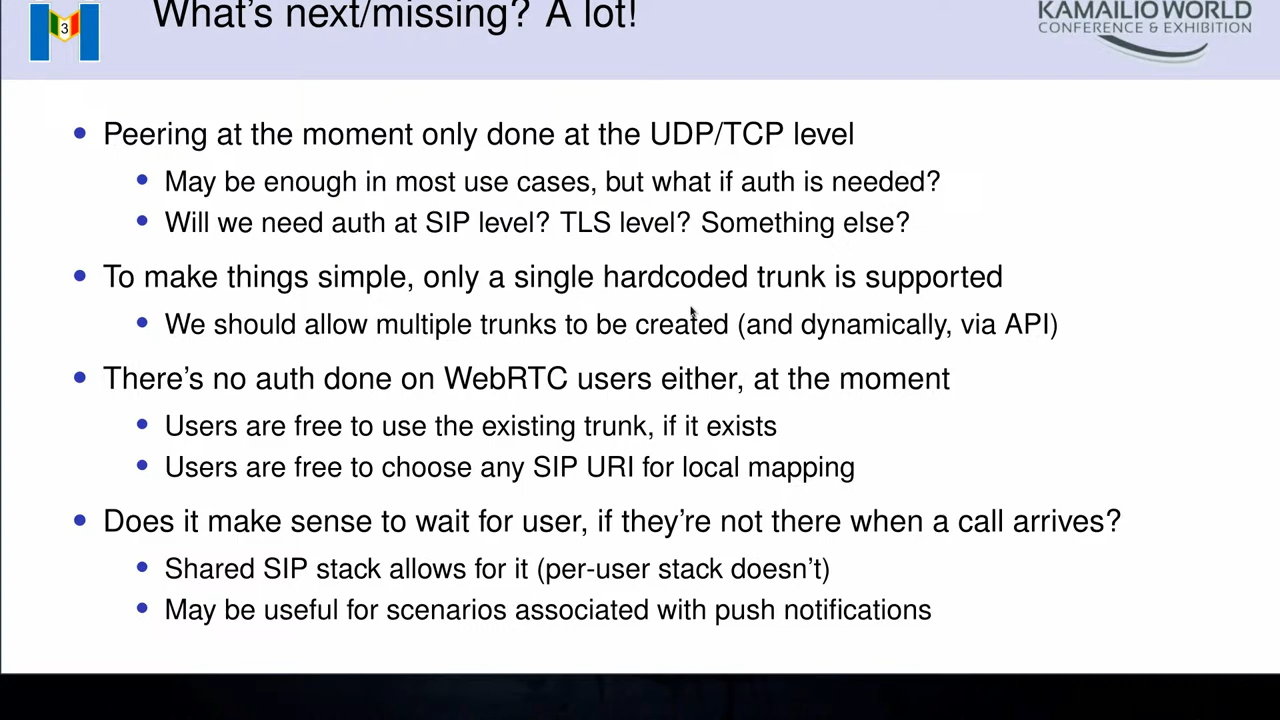 What's next/missing? A lot!
3
KAMAILIO WORLD
CONFERENCE & EXHIBITION
Peering at the moment only done at the UDP/TCP level
May be enough in most use cases, but what if auth is needed?
Will we need auth at SIP level? TLS level? Something else?
To make things simple, only a single hardcoded trunk is supported
We should allow multiple trunks to be created (and dynamically, via API)
There's no auth done on WebRTC users either, at the moment
Users are free to use the existing trunk, if it exists
Users are free to choose any SIP URI for local mapping
Does it make sense to wait for user, if they're not there when a call arrives?
Shared SIP stack allows for it (per-user stack doesn't)
May be useful for scenarios associated with push notifications